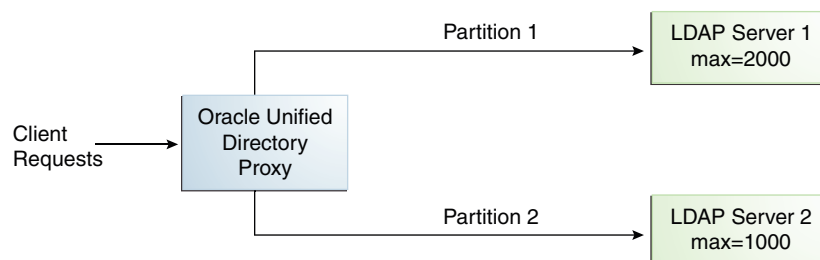 Partition 1
LDAP Server 1
max=2000
Client
Requests
Oracle Unified
Directory
Proxy
Partition 2
LDAP Server 2
max=1000